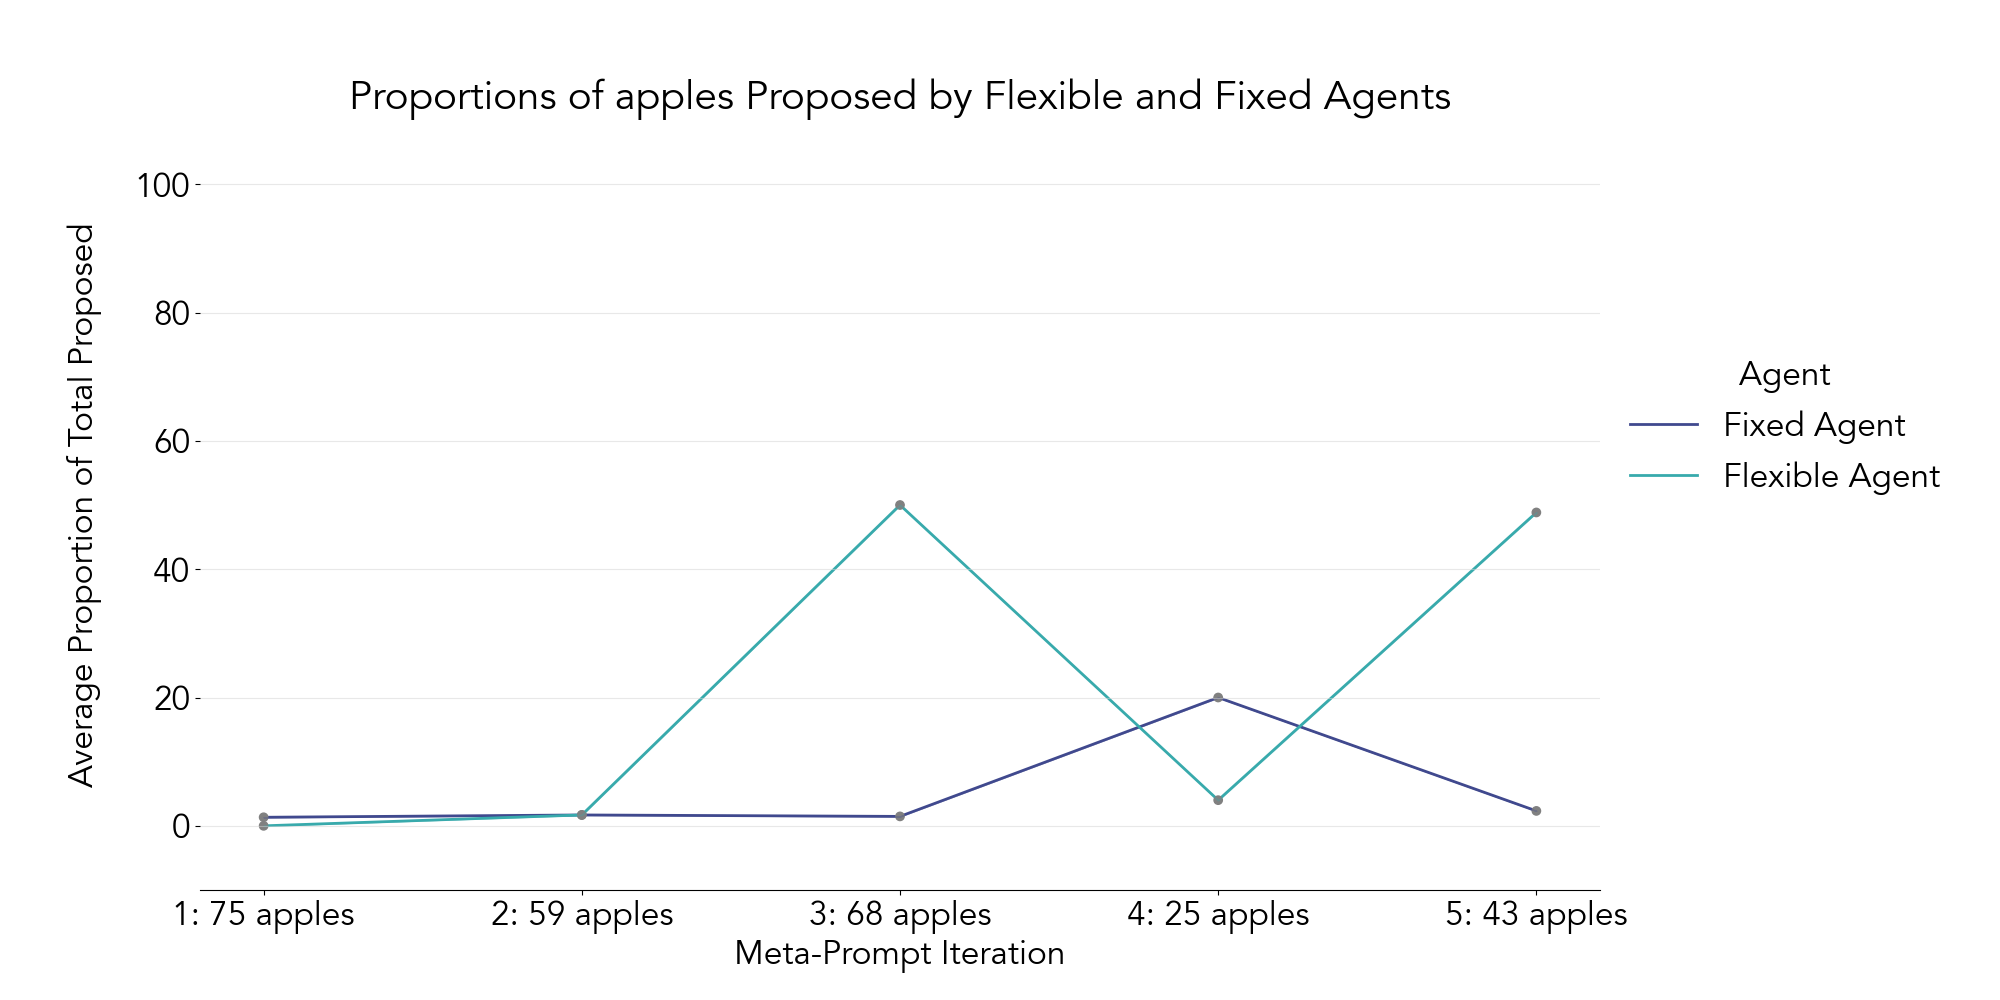 Proportions of apples Proposed by Flexible and Fixed Agents
Average Proportion of Total Proposed
100
80
60
40
20
0
1: 75 apples
2: 59 apples
3: 68 apples
4: 25 apples
5: 43 apples
Meta-Prompt Iteration
Agent
Fixed Agent
Flexible Agent